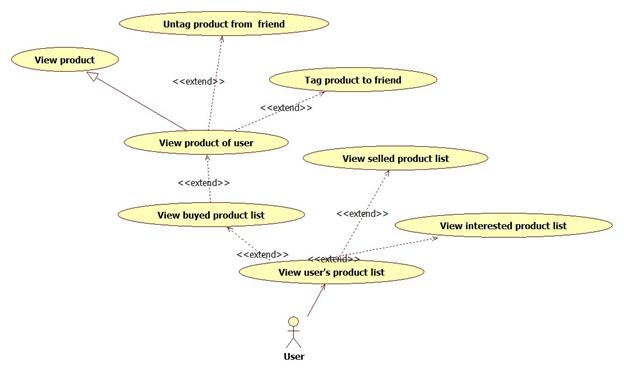 Untag product from friend
View product
<<extend>>
Tag product to friend
<<extend>>
View product of user
View selled product list
<<extend>>
View buyed product list
<<extend>>
View interested product list
<<extend>>
<<extend>>
View user's product list
User